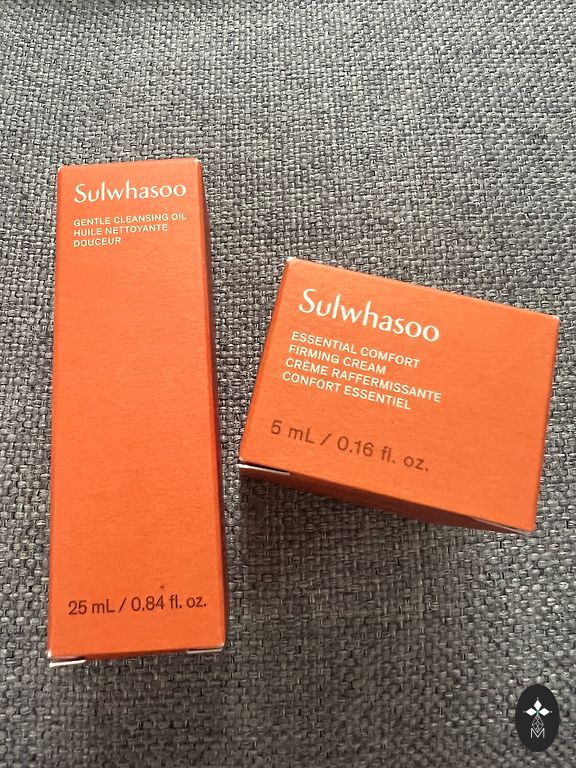 Sulwhasoo
GENTLE CLEANSING OIL
HUILE NETTOYANTE
DOUCEUR
25 mL / 0.84 fl. oz.
Sulwhasoo
ESSENTIAL COMFORT
FIRMING CREAM
CRÈME RAFFERMISSANTE
CONFORT ESSENTIEL
5 mL / 0.16 fl. oz.
M